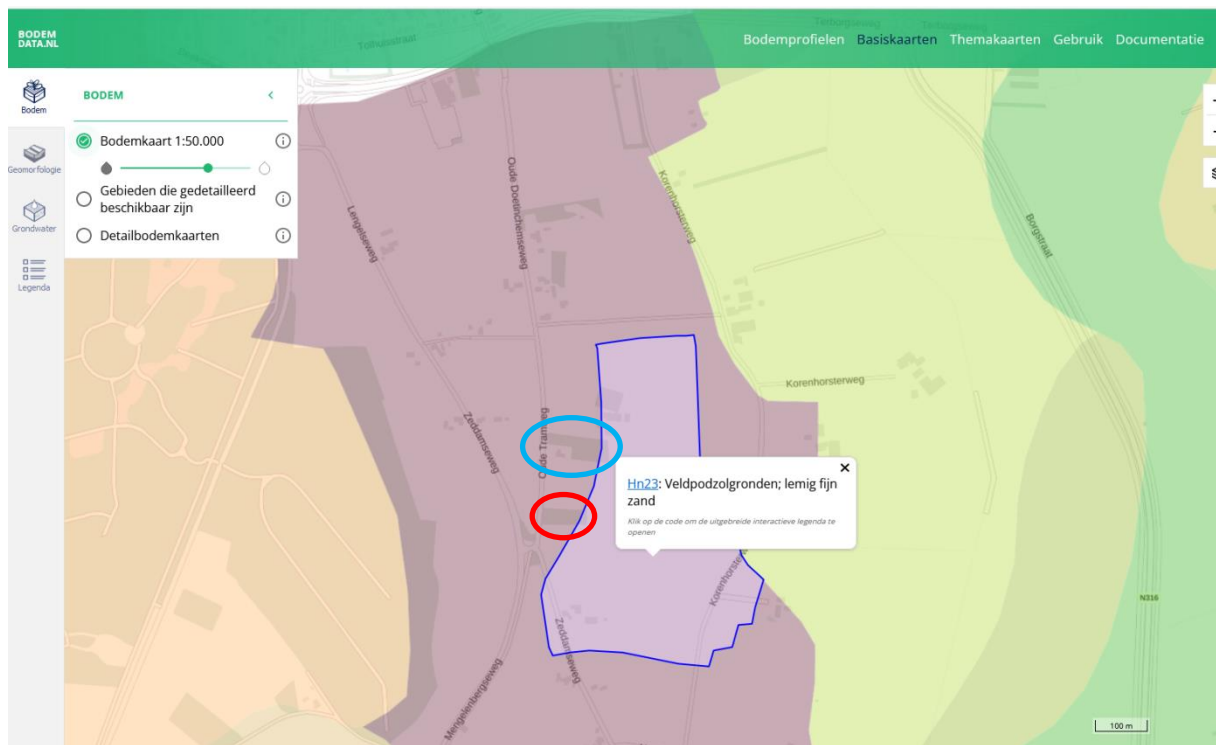 BODEM
DATA.NL
Bodemprofielen Basiskaarten Themakaarten Gebruik Documentatie
Tolhuisstraat
Bodem
Geomorfologie
Grondwater
Legenda
BODEM
Bodemkaart 1:50.000
Gebieden die gedetailleerd
beschikbaar zijn
Detailbodemkaarten
Oude Doetinchemseweg
Lengelseweg
Korenhorsterweg
Borgstraat
Korenhorsterweg
Zeddamseweg
Oude Tramweg
Hn23: Veldpodzolgronden; lemig fijn
zand
Klik op de code om de uitgebreide interactieve legenda te
openen
N316
Zeddamseweg
Mengelenbergseweg
100 m